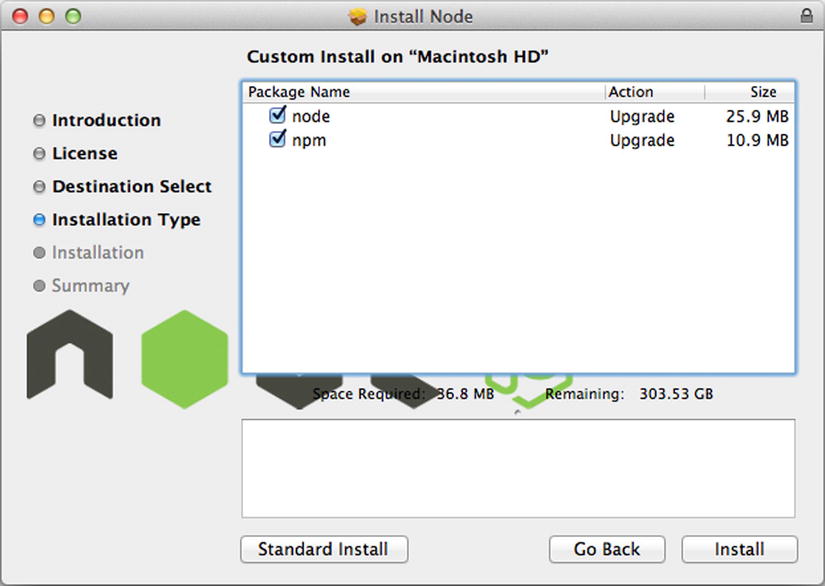 Install Node
Custom Install on “Macintosh HD”
Introduction
License
Destination Select
Installation Type
Installation
Summary
Package Name Action Size
node Upgrade 25.9 MB
npm Upgrade 10.9 MB
Space Required: 36.8 MB Remaining: 303.53 GB
Standard Install Go Back Install